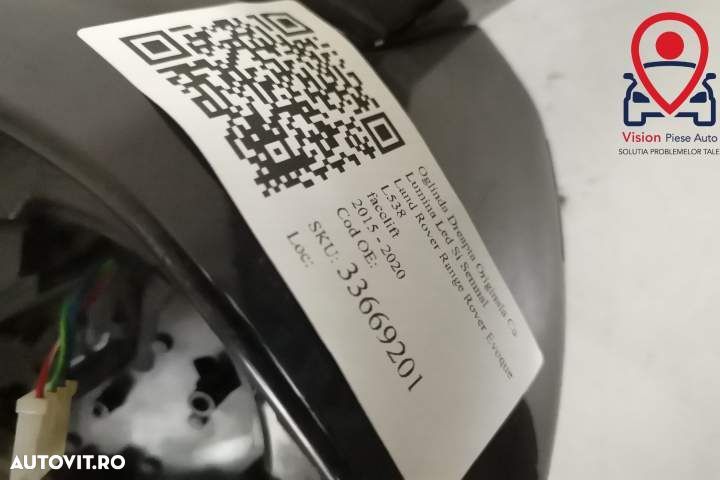 Oglinda Dreapta Originala Cu
Lumina Led Si Semnal
Land Rover Range Rover Evoque
L538
facelift
2015 - 2020
Cod OE:
SKU: 33669201
Loc:
Vision Piese Auto
SOLUTIA PROBLEMELOR TALE
AUTOVIT.RO